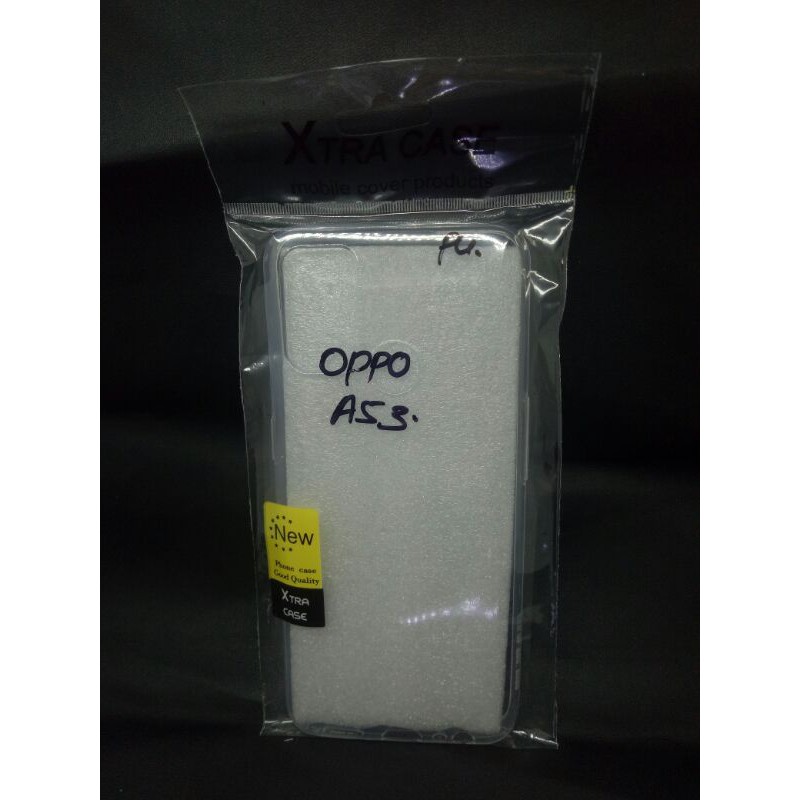 XTRA CASE
mobile cover products
OPPO
A53.
New
Phone case
Good Quality
XTRA
CASE